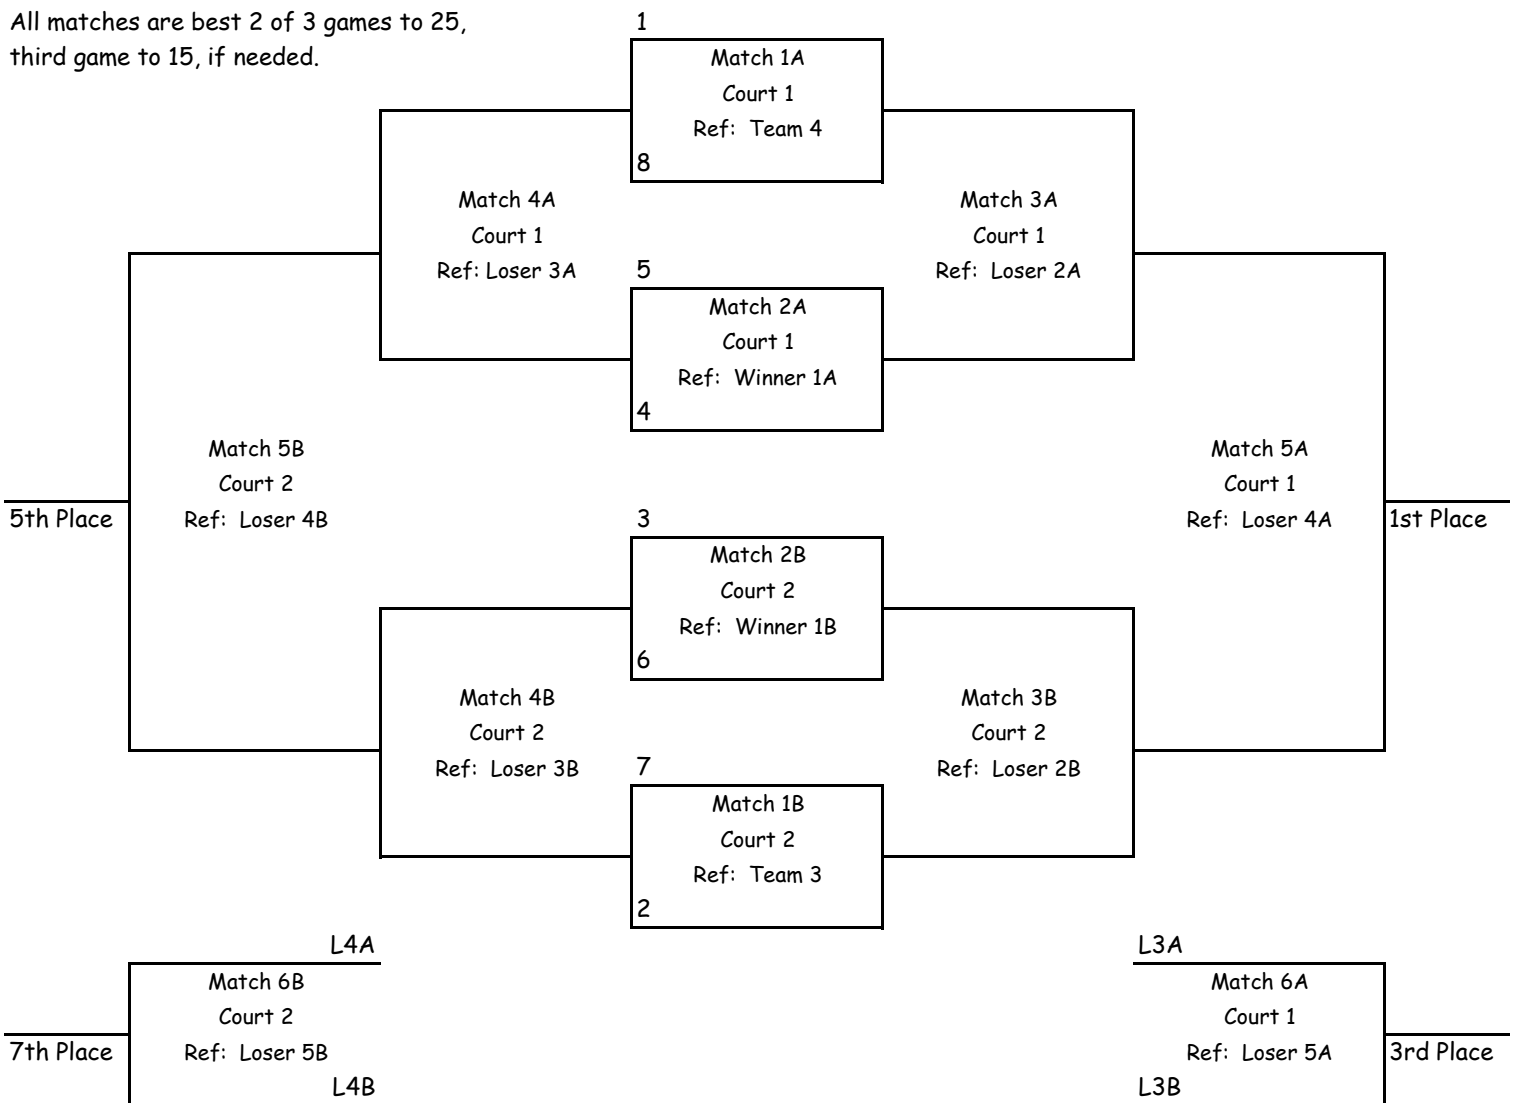 All matches are best 2 of 3 games to 25,
third game to 15, if needed.
1
Match 1A
Court 1
Ref:  Team 4
8
Match 4A
Court 1
Ref: Loser 3A
Match 3A
Court 1
Ref:  Loser 2A
5
Match 2A
Court 1
Ref:  Winner 1A
4
Match 5B
Court 2
Ref:  Loser 4B
5th Place
Match 5A
Court 1
Ref:  Loser 4A
1st Place
3
Match 2B
Court 2
Ref:  Winner 1B
6
Match 4B
Court 2
Ref:  Loser 3B
Match 3B
Court 2
Ref:  Loser 2B
7
Match 1B
Court 2
Ref:  Team 3
2
L4A
Match 6B
Court 2
Ref:  Loser 5B
L4B
7th Place
L3A
Match 6A
Court 1
Ref:  Loser 5A
L3B
3rd Place